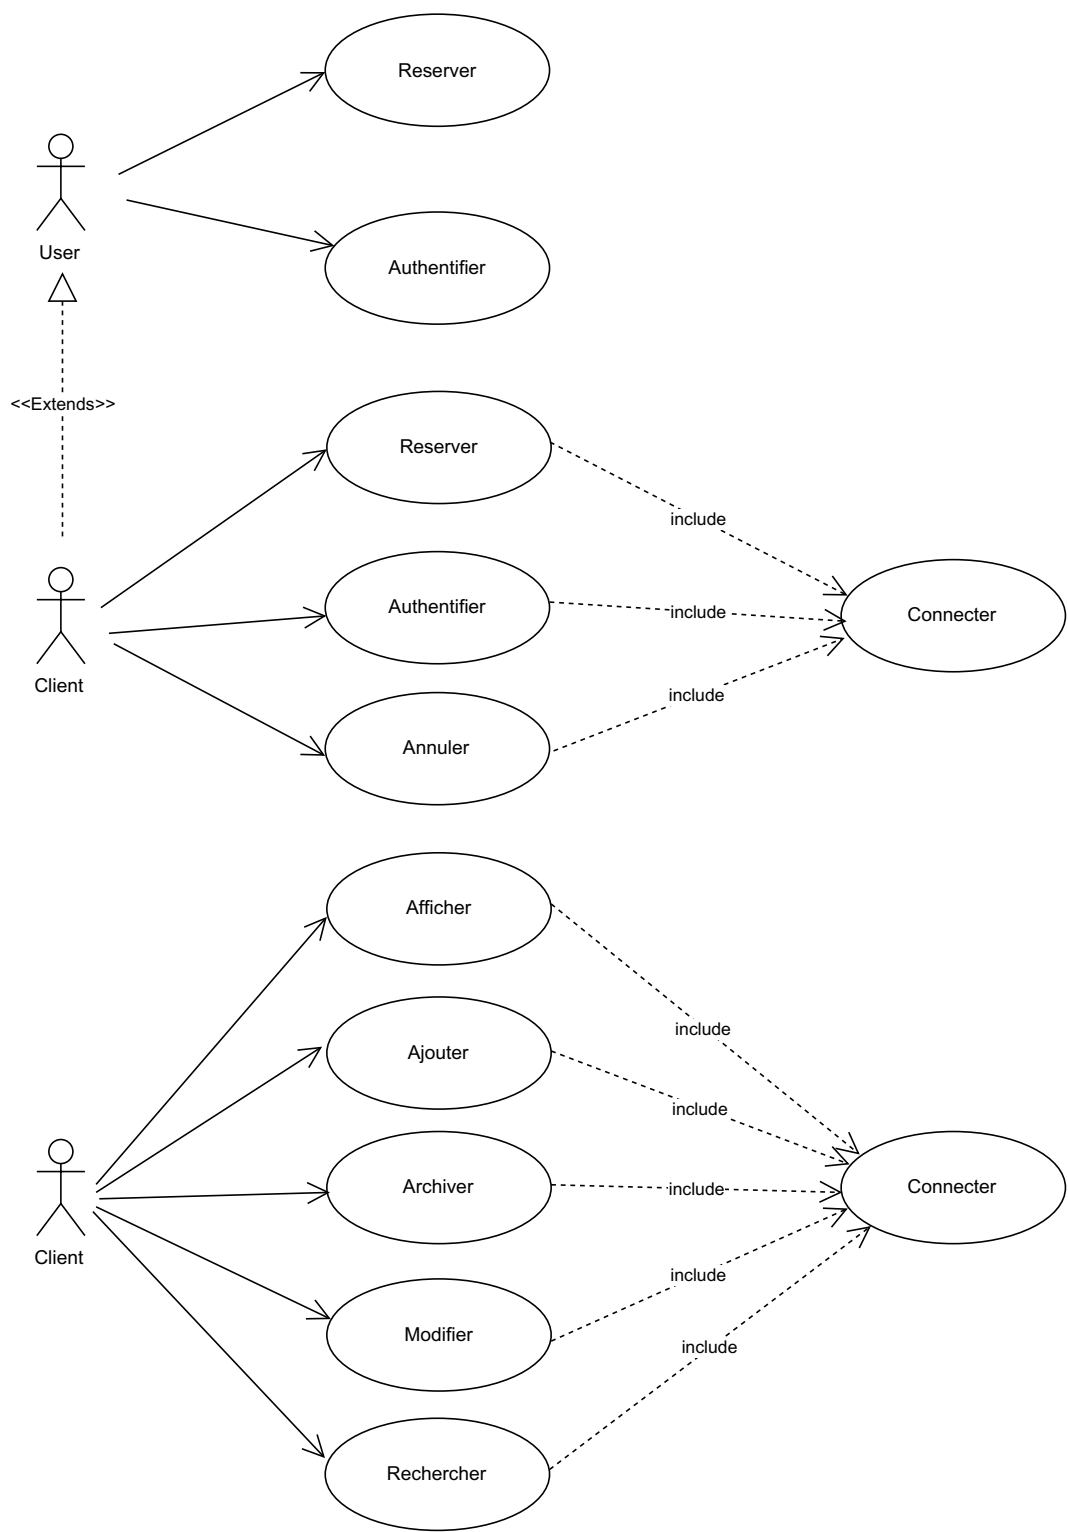 Reserver
User
Authentifier
<<Extends>>
Reserver
include
Authentifier
include
Connecter
Client
include
Annuler
Afficher
include
Ajouter
include
Archiver
include
Connecter
Client
include
Modifier
include
Rechercher